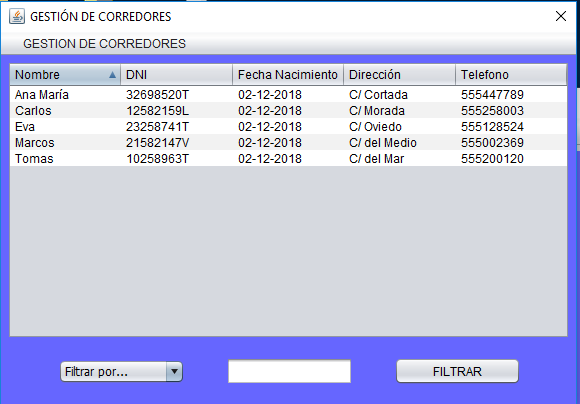 GESTIÓN DE CORREDORES
GESTION DE CORREDORES
Nombre DNI Fecha Nacimiento Dirección Telefono
Ana María 32698520T 02-12-2018 C/ Cortada 555447789
Carlos 12582159L 02-12-2018 C/ Morada 555258003
Eva 23258741T 02-12-2018 C/ Oviedo 555128524
Marcos 21582147V 02-12-2018 C/ del Medio 555002369
Tomas 10258963T 02-12-2018 C/ del Mar 555200120
Filtrar por... FILTRAR